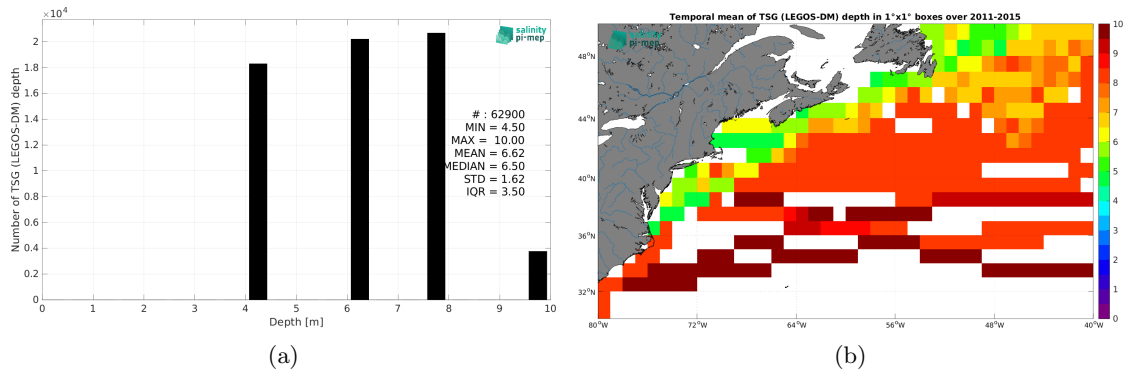 ×10⁴
salinity
pi-mep
2
1.8
1.6
1.4
1.2
1
0.8
0.6
0.4
0.2
0
Number of TSG (LEGOS-DM) depth
# : 62900
MIN = 4.50
MAX = 10.00
MEAN = 6.62
MEDIAN = 6.50
STD = 1.62
IQR = 3.50
0 1 2 3 4 5 6 7 8 9 10
Depth [m]
(a)
Temporal mean of TSG (LEGOS-DM) depth in 1°x1° boxes over 2011-2015
salinity
pi-mep
48°N
44°N
40°N
36°N
32°N
80°W 72°W 64°W 56°W 48°W 40°W
10
9
8
7
6
5
4
3
2
1
0
(b)